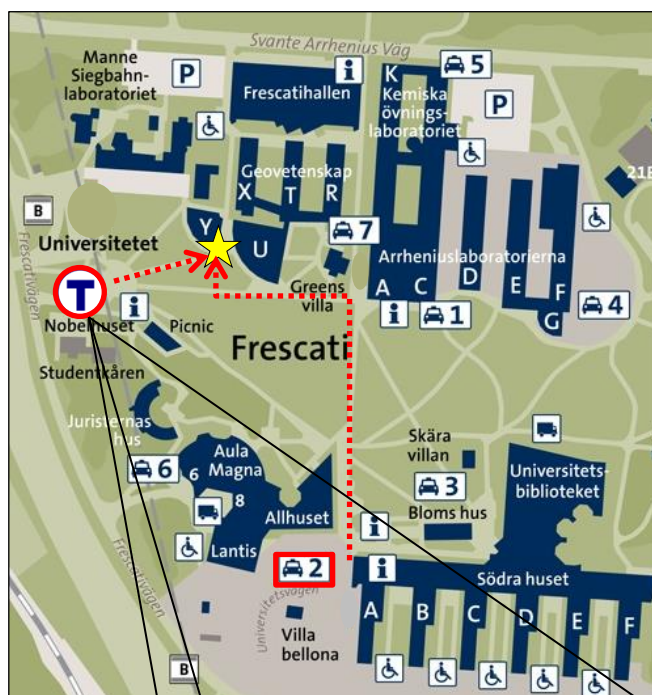 Svante Arrhenius Väg
Manne
Siegbahn-
laboratoriet
P
i
Frescatihallen
K
5
Kemiska
övnings-
laboratoriet
P
Geovetenskap
X
T
R
21E
B
Universitetet
Y
U
7
Arrheniuslaboratorierna
Frescativägen
T
Greens
villa
A
C
D
E
F
G
i
1
4
Nobelhuset
i
Picnic
Frescati
Studentkåren
Juristernas
hus
Skära
villan
6
6
Aula
Magna
8
3
Universitets-
biblioteket
Allhuset
i
Bloms hus
Lantis
2
i
Södra huset
Frescativägen
Universitetsvägen
A
B
C
D
E
F
Villa
bellona
B